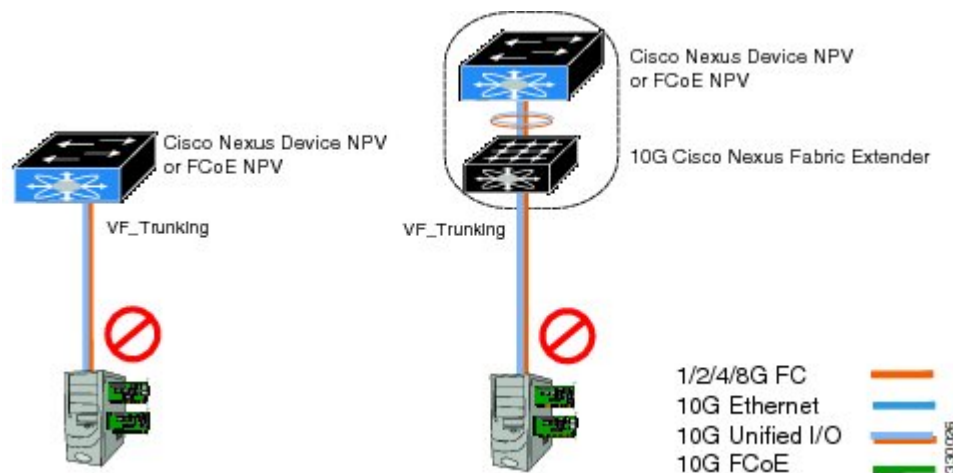 Cisco Nexus Device NPV
or FCoE NPV
VF_Trunking
Cisco Nexus Device NPV
or FCoE NPV
10G Cisco Nexus Fabric Extender
VF_Trunking
1/2/4/8G FC
10G Ethernet
10G Unified I/O
10G FCoE
330026